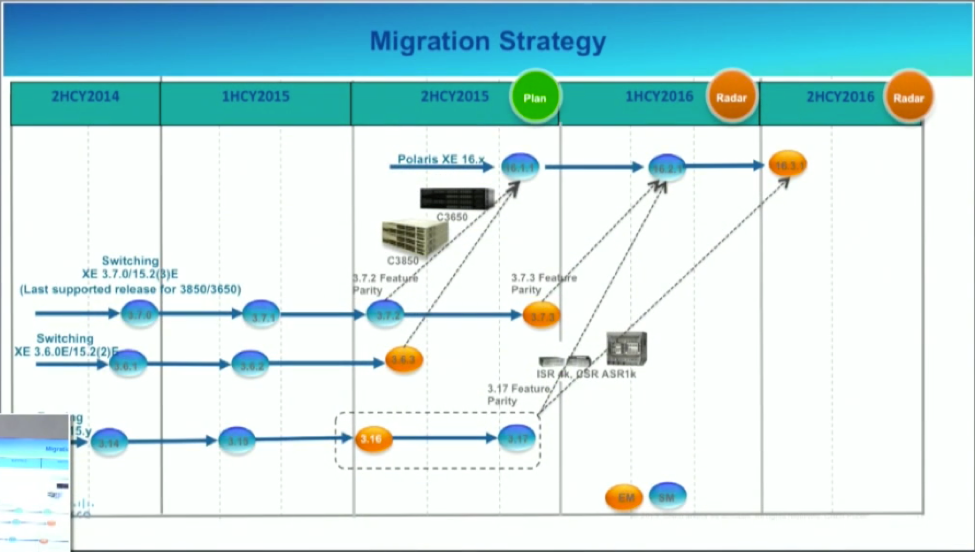 Migration Strategy
2HCY2014
1HCY2015
2HCY2015
Plan
1HCY2016
Radar
2HCY2016
Radar
Polaris XE 16.x
16.1.1
16.2.1
16.3.1
C3650
C3850
Switching
XE 3.7.0/15.2(3)E
(Last supported release for 3850/3650)
3.7.2 Feature
Parity
3.7.3 Feature
Parity
3.7.0
3.7.1
3.7.2
3.7.3
Switching
XE 3.6.0E/15.2(2)E
3.6.1
3.6.2
3.6.3
ISR 4k, CSR ASR1k
3.17 Feature
Parity
ng
5.y
3.14
3.15
3.16
3.17
EM
SM